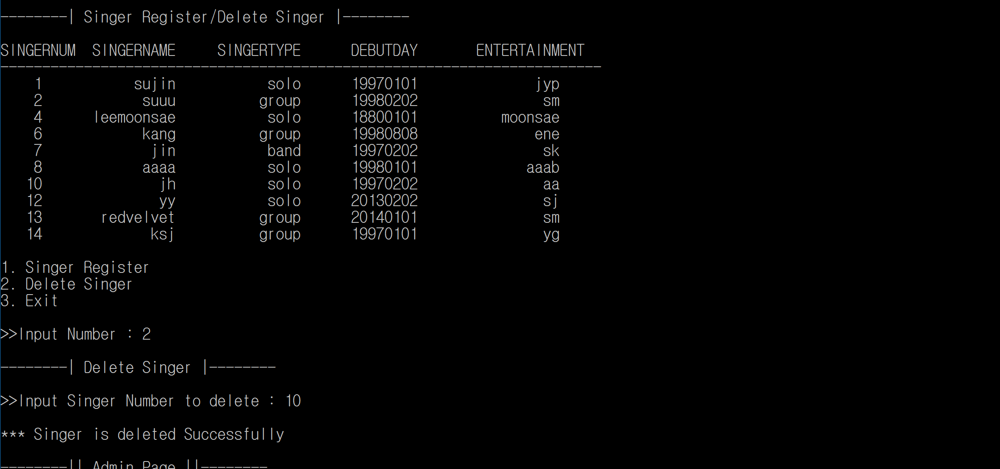 --------| Singer Register/Delete Singer |--------
SINGERNUM  SINGERNAME     SINGERTYPE      DEBUTDAY       ENTERTAINMENT
------------------------------------------------------------------------
    1           sujin           solo      19970101              jyp
    2            suuu          group      19980202               sm
    4      leemoonsae           solo      18800101          moonsae
    6            kang          group      19980808              ene
    7             jin           band      19970202               sk
    8            aaaa           solo      19980101             aaab
   10              jh           solo      19970202               aa
   12              yy           solo      20130202               sj
   13       redvelvet          group      20140101               sm
   14             ksj          group      19970101               yg
1. Singer Register
2. Delete Singer
3. Exit
>>Input Number : 2
--------| Delete Singer |--------
>>Input Singer Number to delete : 10
*** Singer is deleted Successfully
--------|| Admin Page ||--------